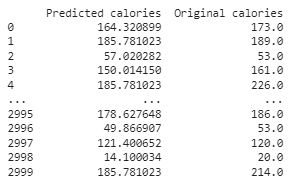 Predicted calories Original calories
0 164.320899 173.0
1 185.781023 189.0
2 57.020282 53.0
3 150.014150 161.0
4 185.781023 226.0
... ... ...
2995 178.627648 186.0
2996 49.866907 53.0
2997 121.400652 120.0
2998 14.100034 20.0
2999 185.781023 214.0